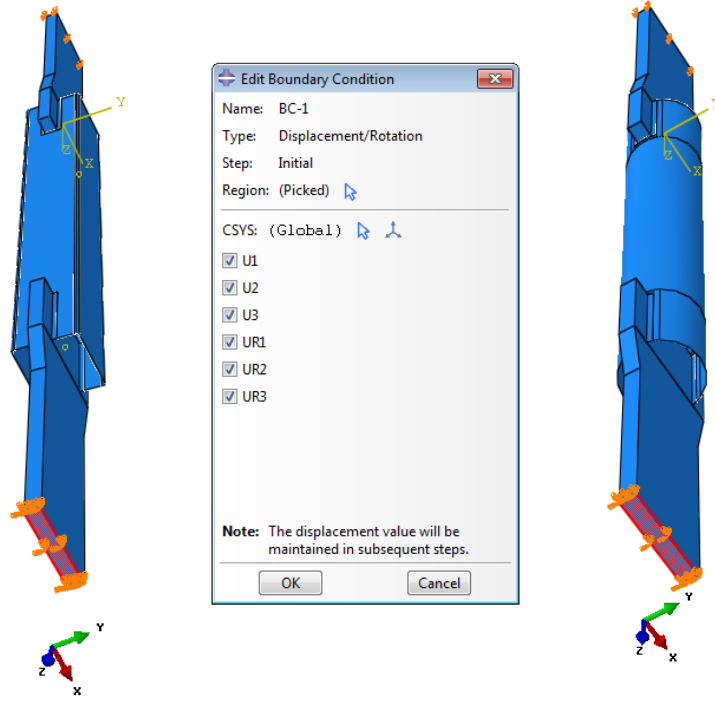 Edit Boundary Condition
Name: BC-1
Type: Displacement/Rotation
Step: Initial
Region: (Picked)
CSYS: (Global)
U1
U2
U3
UR1
UR2
UR3
Note: The displacement value will be
maintained in subsequent steps.
OK Cancel
Y
Z
X
Y
Z
X
Y
Z
X
Y
Z
X